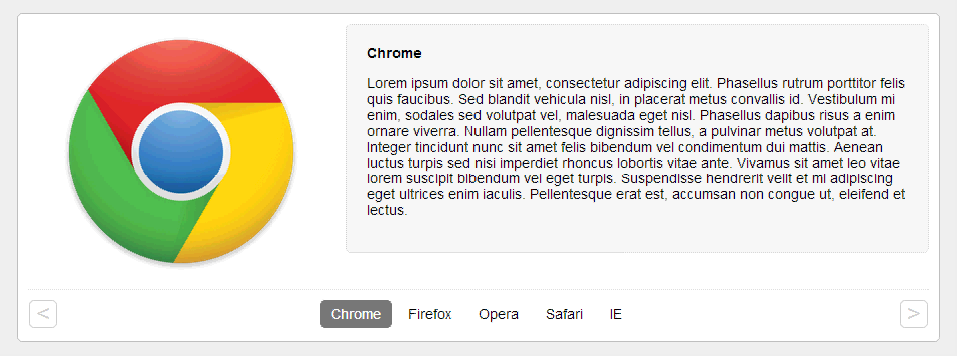 Chrome
Lorem ipsum dolor sit amet, consectetur adipiscing elit. Phasellus rutrum porttitor felis
quis faucibus. Sed blandit vehicula nisl, in placerat metus convallis id. Vestibulum mi
enim, sodales sed volutpat vel, malesuada eget nisl. Phasellus dapibus risus a enim
ornare viverra. Nullam pellentesque dignissim tellus, a pulvinar metus volutpat at.
Integer tincidunt nunc sit amet felis bibendum vel condimentum dui mattis. Aenean
luctus turpis sed nisi imperdiet rhoncus lobortis vitae ante. Vivamus sit amet leo vitae
lorem suscipit bibendum vel eget turpis. Suspendisse hendrerit velit et mi adipiscing
eget ultrices enim iaculis. Pellentesque erat est, accumsan non congue ut, eleifend et
lectus.
< Chrome Firefox Opera Safari IE >